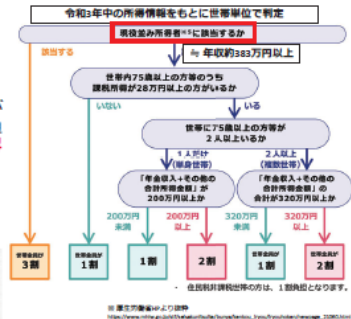 令和3年中の所得情報をもとに世帯単位で判定
現役並み所得者※5に該当するか
≒ 年収約383万円以上
該当する
世帯内75歳以上の方等のうち
課税所得が28万円以上の方がいるか
いない
いる
世帯に75歳以上の方等が
2人以上いるか
1人だけ
(単身世帯)
2人以上
(複数世帯)
「年金収入+その他の
合計所得金額」が
200万円以上か
「年金収入+その他の
合計所得金額」の
合計が320万円以上か
200万円
未満
200万円
以上
320万円
未満
320万円
以上
世帯全員が
3割
世帯全員が
1割
1割
2割
世帯全員が
1割
世帯全員が
2割
・ 住民税非課税世帯の方は、1割負担となります。
※ 厚生労働省HPより抜粋